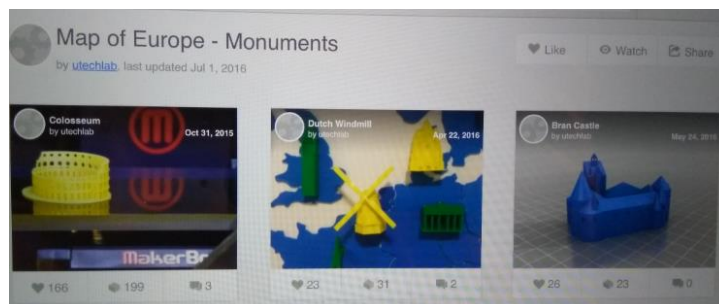 Map of Europe - Monuments
Like
Watch
Share
by utechlab, last updated Jul 1, 2016
Colosseum
by utechlab
Oct 31, 2015
MakerBo
Dutch Windmill
by utechlab
Apr 22, 2016
Bran Castle
by utechlab
May 24, 2016
166
199
3
23
31
2
26
23
0